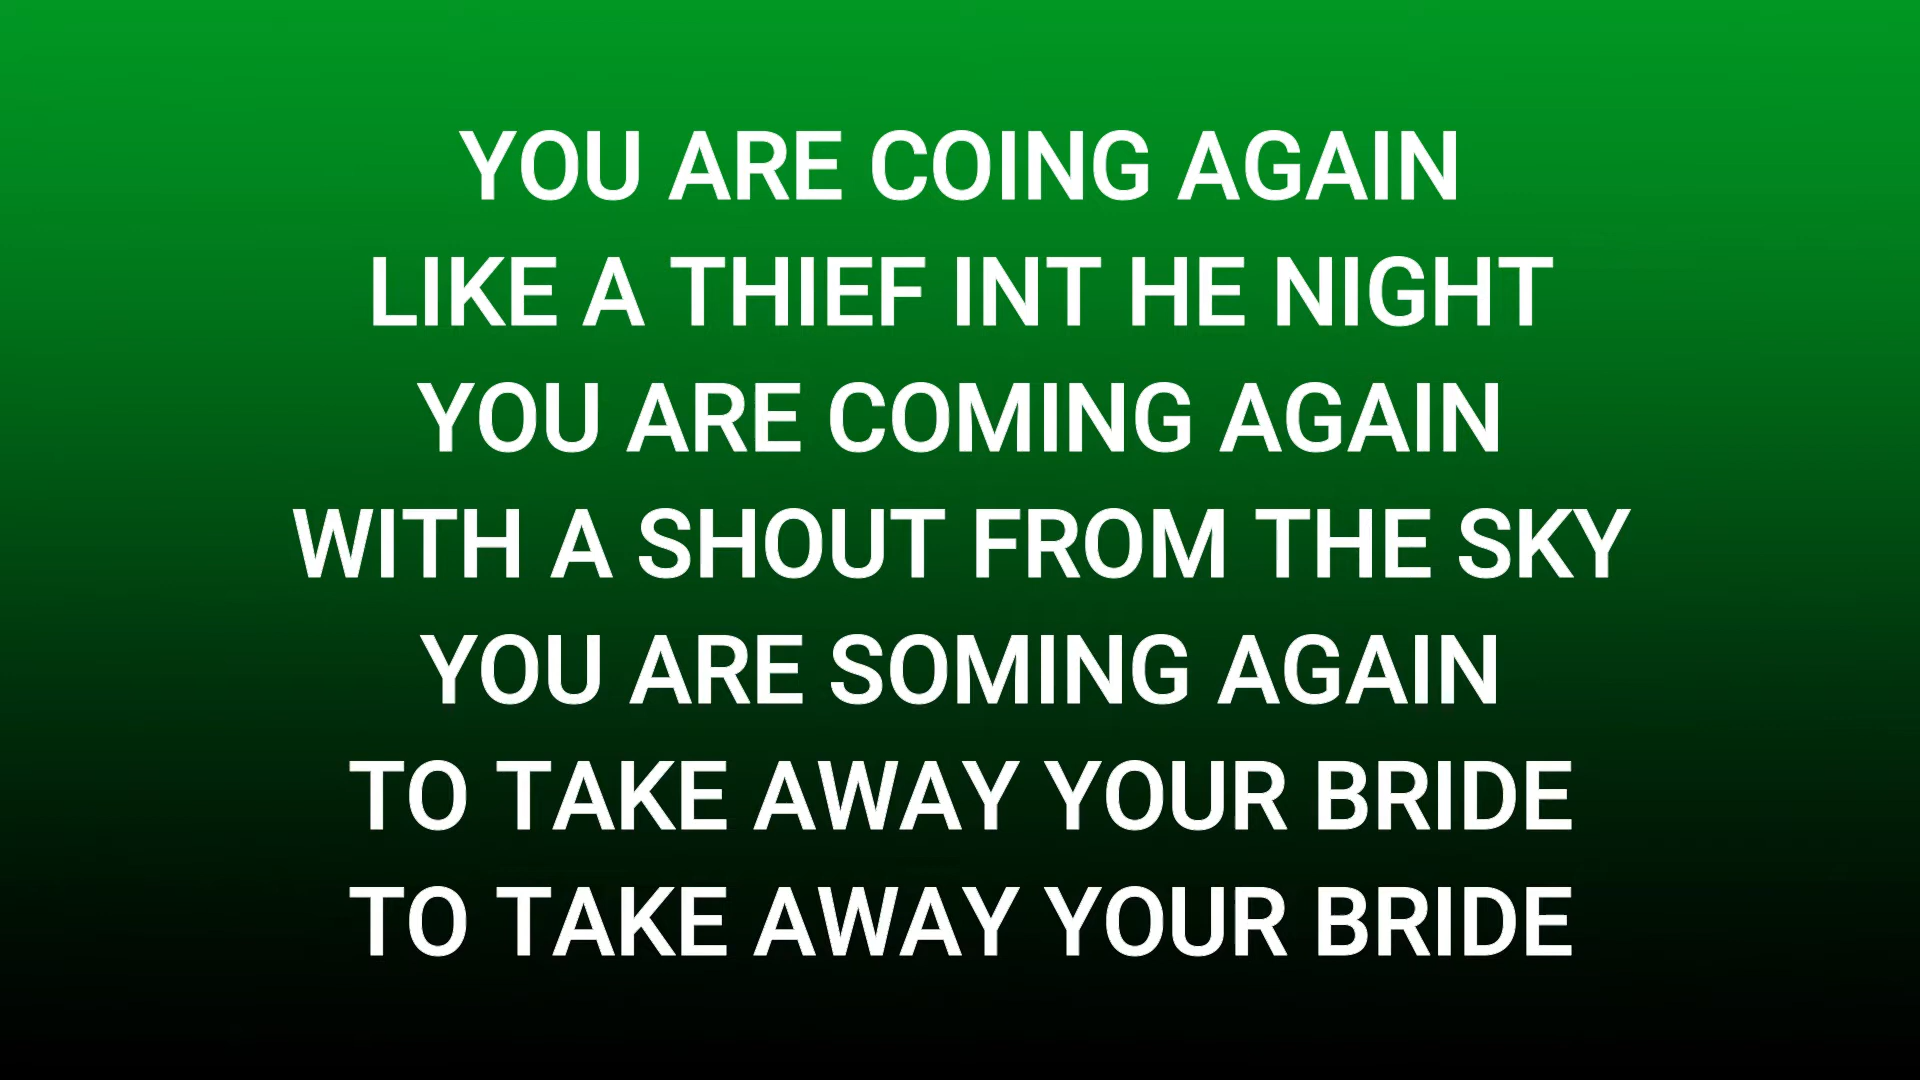 YOU ARE COING AGAIN
LIKE A THIEF INT HE NIGHT
YOU ARE COMING AGAIN
WITH A SHOUT FROM THE SKY
YOU ARE SOMING AGAIN
TO TAKE AWAY YOUR BRIDE
TO TAKE AWAY YOUR BRIDE